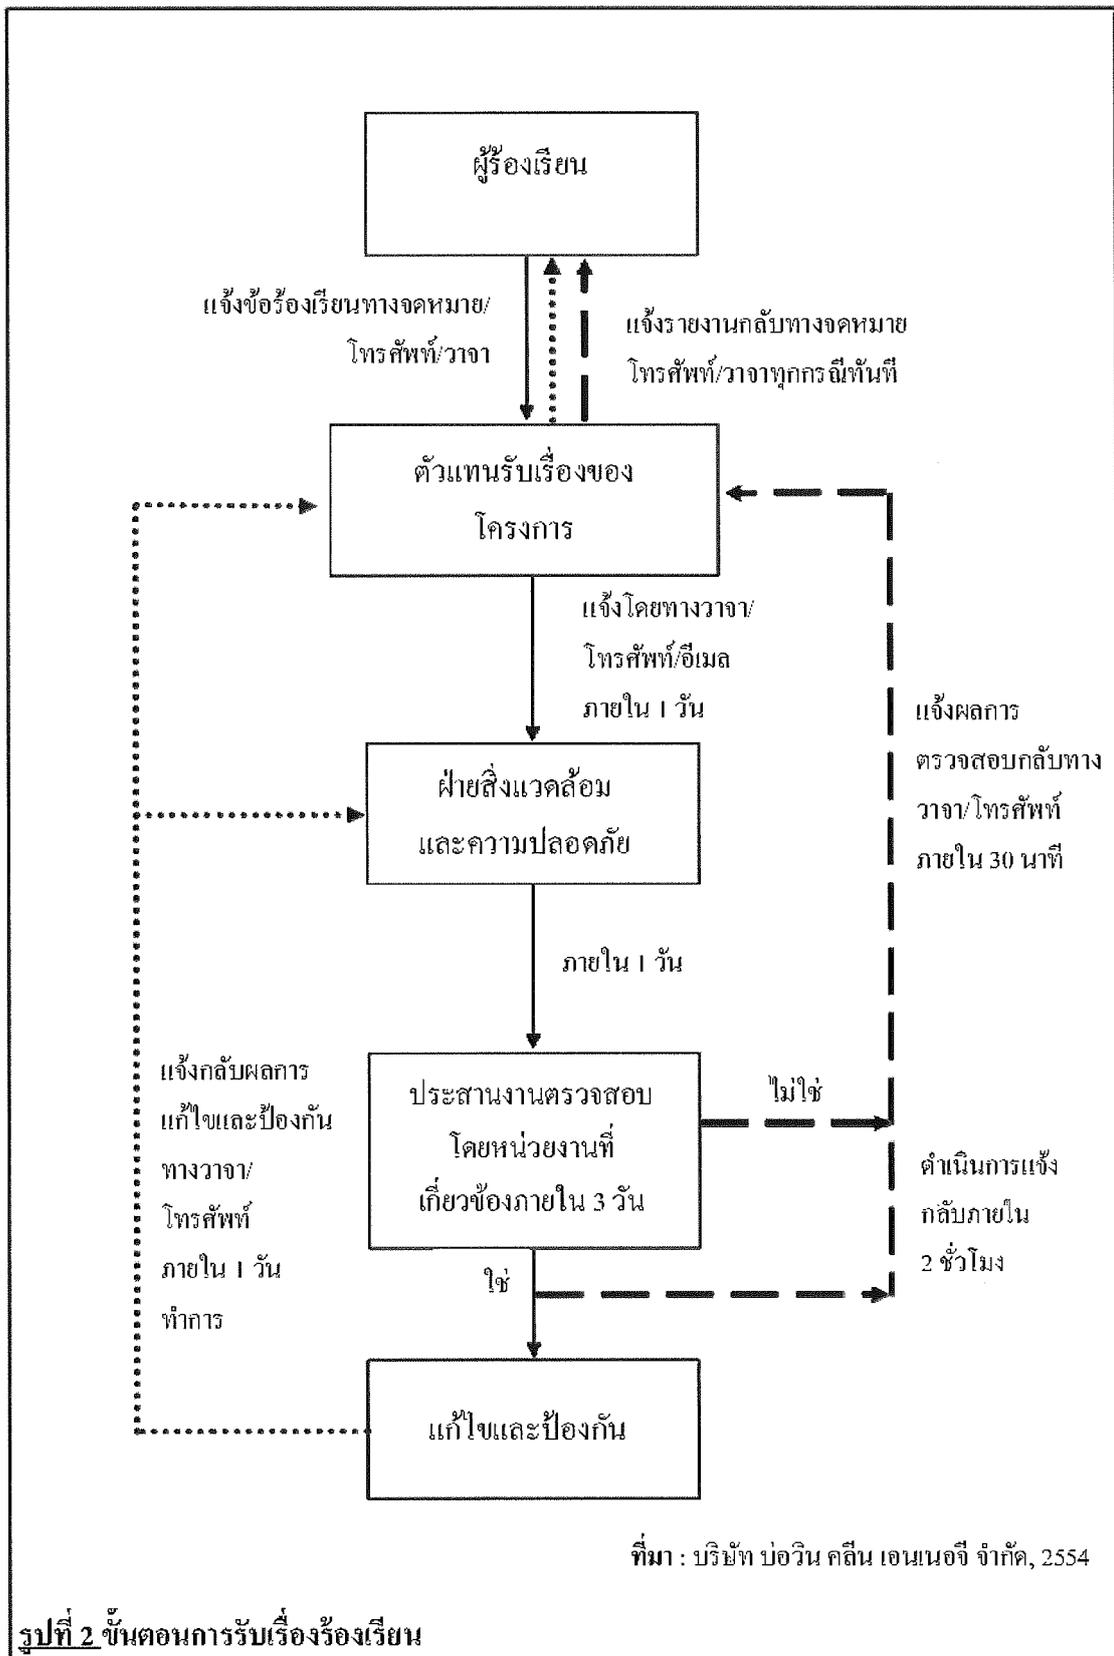 ผู้ร้องเรียน
แจ้งข้อร้องเรียนทางจดหมาย/
โทรศัพท์/วาจา
แจ้งรายงานกลับทางจดหมาย
โทรศัพท์/วาจาทุกกรณีทันที
ตัวแทนรับเรื่องของ
โครงการ
แจ้งโดยทางวาจา/
โทรศัพท์/อีเมล
ภายใน 1 วัน
แจ้งผลการ
ตรวจสอบกลับทาง
วาจา/โทรศัพท์
ภายใน 30 นาที
ฝ่ายสิ่งแวดล้อม
และความปลอดภัย
ภายใน 1 วัน
แจ้งกลับผลการ
แก้ไขและป้องกัน
ทางวาจา/
โทรศัพท์
ภายใน 1 วัน
ทำการ
ประสานงานตรวจสอบ
โดยหน่วยงานที่
เกี่ยวข้องภายใน 3 วัน
ไม่ใช่
ดำเนินการแจ้ง
กลับภายใน
2 ชั่วโมง
ใช่
แก้ไขและป้องกัน
ที่มา : บริษัท บ่อวิน คลีน เอนเนอจี จำกัด, 2554
รูปที่ 2 ขั้นตอนการรับเรื่องร้องเรียน